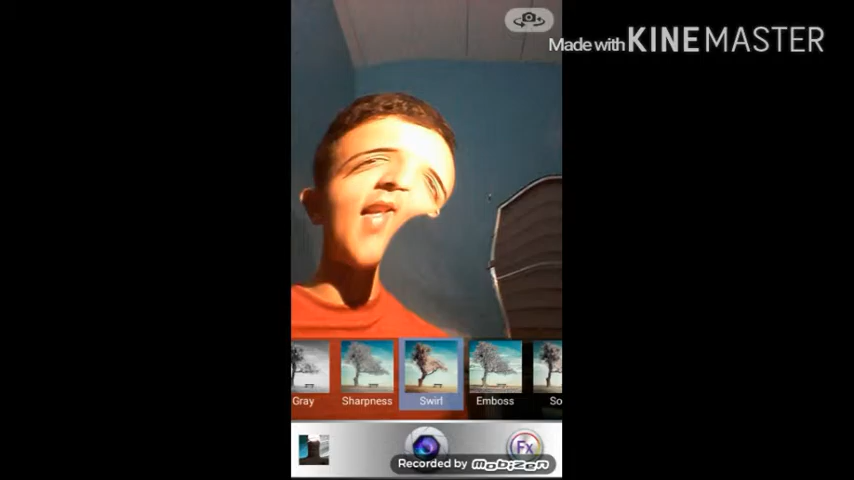 Made with KINEMASTER
Gray
Sharpness
Swirl
Emboss
So
Fx
Recorded by MOBIZEN